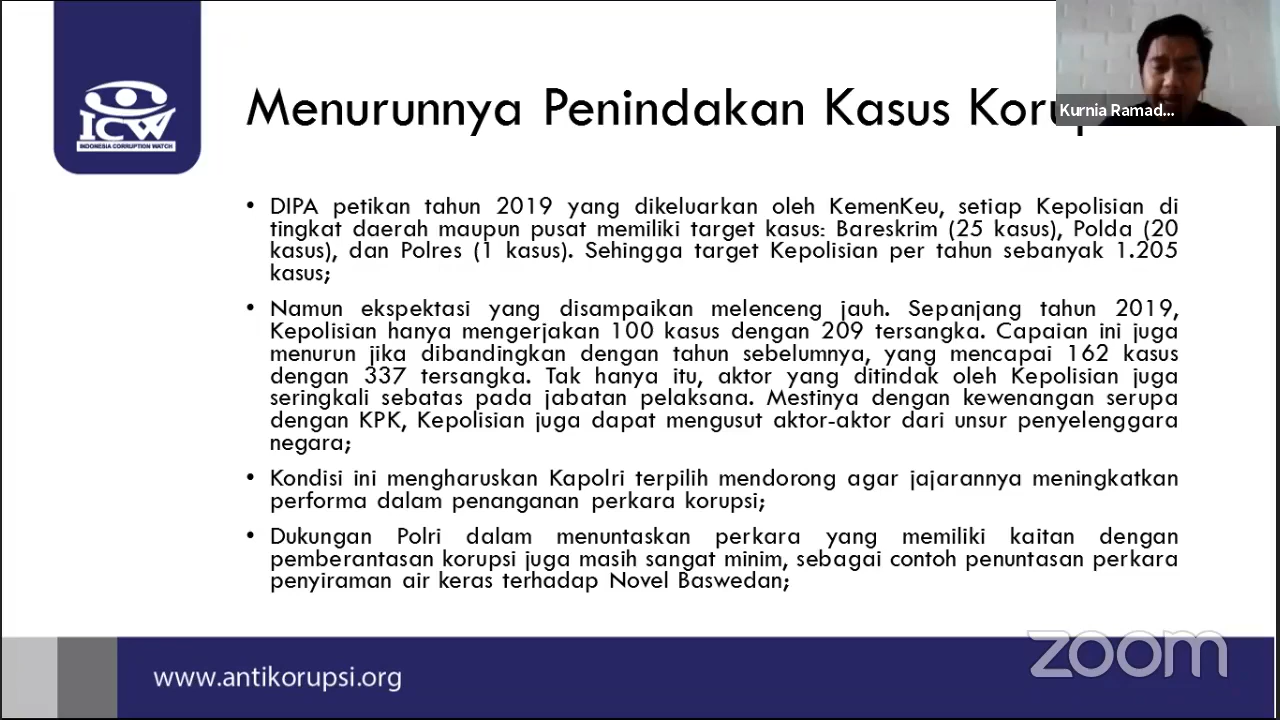 ICW
INDONESIA CORRUPTION WATCH
Menurunnya Penindakan Kasus
Kurnia Ramad...
• DIPA petikan tahun 2019 yang dikeluarkan oleh KemenKeu, setiap Kepolisian di
tingkat daerah maupun pusat memiliki target kasus: Bareskrim (25 kasus), Polda (20
kasus), dan Polres (1 kasus). Sehingga target Kepolisian per tahun sebanyak 1.205
kasus;
• Namun ekspektasi yang disampaikan melenceng jauh. Sepanjang tahun 2019,
Kepolisian hanya mengerjakan 100 kasus dengan 209 tersangka. Capaian ini juga
menurun jika dibandingkan dengan tahun sebelumnya, yang mencapai 162 kasus
dengan 337 tersangka. Tak hanya itu, aktor yang ditindak oleh Kepolisian juga
seringkali sebatas pada jabatan pelaksana. Mestinya dengan kewenangan serupa
dengan KPK, Kepolisian juga dapat mengusut aktor-aktor dari unsur penyelenggara
negara;
• Kondisi ini mengharuskan Kapolri terpilih mendorong agar jajarannya meningkatkan
performa dalam penanganan perkara korupsi;
• Dukungan Polri dalam menuntaskan perkara yang memiliki kaitan dengan
pemberantasan korupsi juga masih sangat minim, sebagai contoh penuntasan perkara
penyiraman air keras terhadap Novel Baswedan;
zoom
www.antikorupsi.org